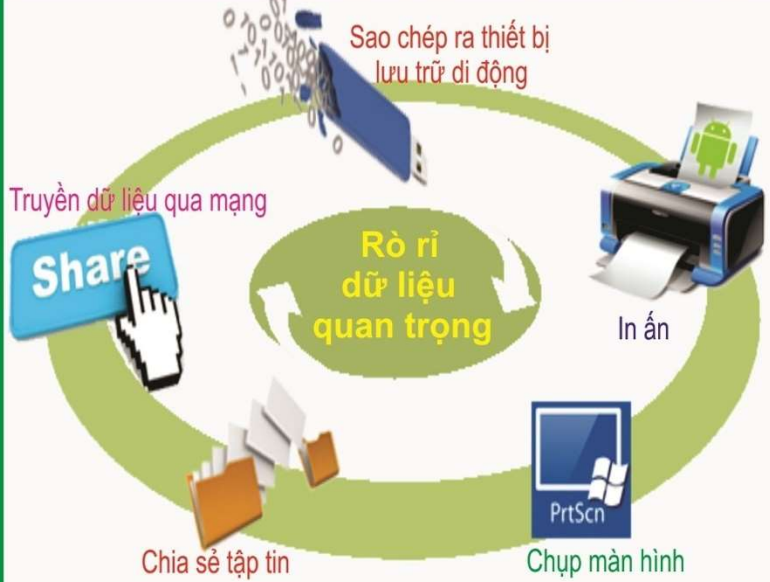 Sao chép ra thiết bị
lưu trữ di động
Truyền dữ liệu qua mạng
Share
Rò rỉ
dữ liệu
quan trọng
In ấn
PrtScn
Chia sẻ tập tin
Chụp màn hình